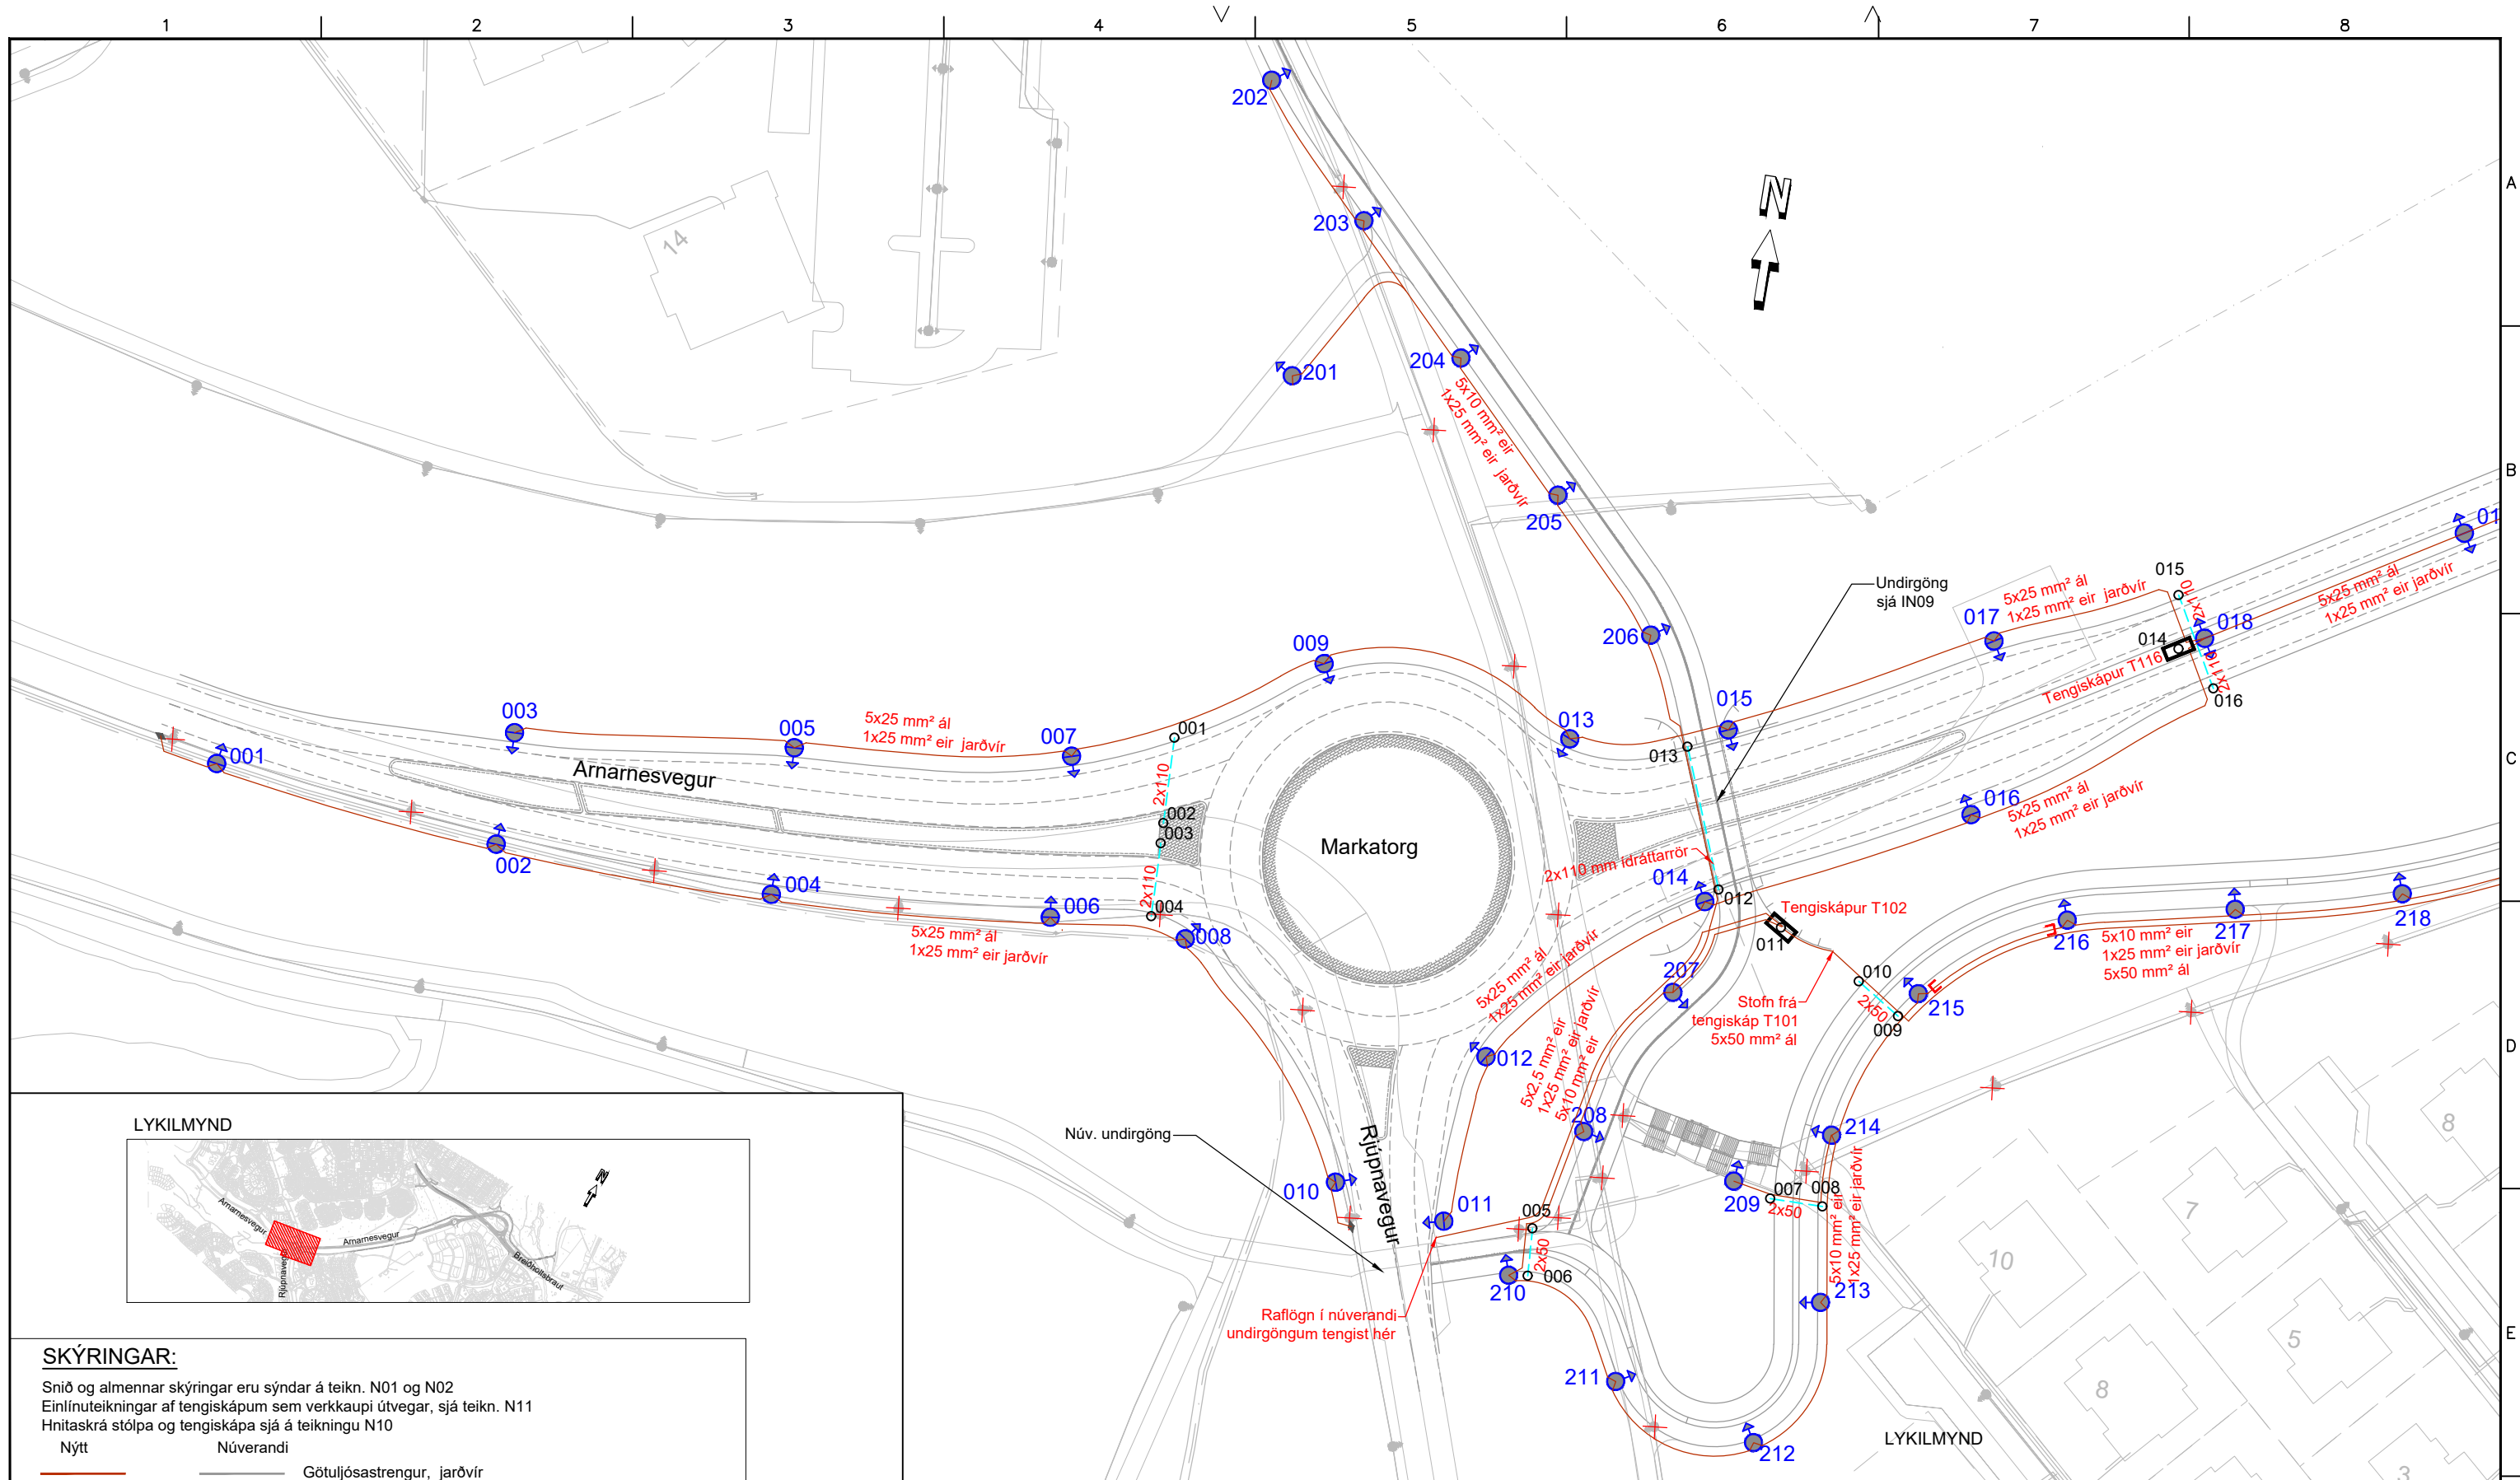 1
2
3
4
5
6
7
8
A
B
C
D
E
N
14
202
203
201
204
5x10 mm² eir
1x25 mm² eir jarðvír
205
206
Undirgöng
sjá IN09
017
5x25 mm² ál
1x25 mm² eir jarðvír
015
2x110
014
018
Tengiskápur T116
2x110
016
5x25 mm² ál
1x25 mm² eir jarðvír
01
003
005
5x25 mm² ál
1x25 mm² eir jarðvír
007
009
001
013
015
013
001
Arnarnesvegur
2x110
002
003
002
004
2x110
004
006
008
5x25 mm² ál
1x25 mm² eir jarðvír
Markatorg
2x110 mm ídráttarrör
014
012
016
5x25 mm² ál
1x25 mm² eir jarðvír
Tengiskápur T102
011
5x25 mm² ál
1x25 mm² eir jarðvír
207
010
2x50
009
215
E
E
216
217
218
5x10 mm² eir
1x25 mm² eir jarðvír
5x50 mm² ál
Stofn frá
tengiskáp T101
5x50 mm² ál
012
5x2,5 mm² eir
1x25 mm² eir jarðvír
5x10 mm² eir
208
214
209
007
008
2x50
5x10 mm² eir
1x25 mm² eir jarðvír
213
Núv. undirgöng
Rjúpnavegur
010
011
005
2x50
006
210
Raflögn í núverandi
undirgöngum tengist hér
211
212
LYKILMYND
8
7
10
5
8
3
LYKILMYND
N
Arnarnesvegur
Arnarnesvegur
Rjúpnavegur
Breiðholtsbraut
SKÝRINGAR:
Snið og almennar skýringar eru sýndar á teikn. N01 og N02
Einlínuteikningar af tengiskápum sem verkkaupi útvegar, sjá teikn. N11
Hnitaskrá stólpa og tengiskápa sjá á teikningu N10
Nýtt Núverandi
Götuljósastrengur, jarðvír